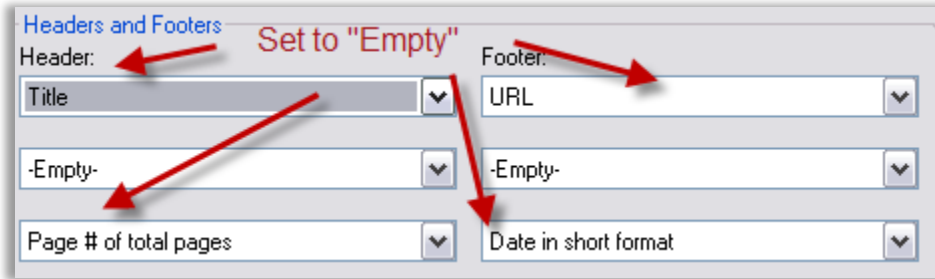 Headers and Footers
Set to "Empty"
Header:
Footer:
Title
URL
-Empty-
-Empty-
Page # of total pages
Date in short format